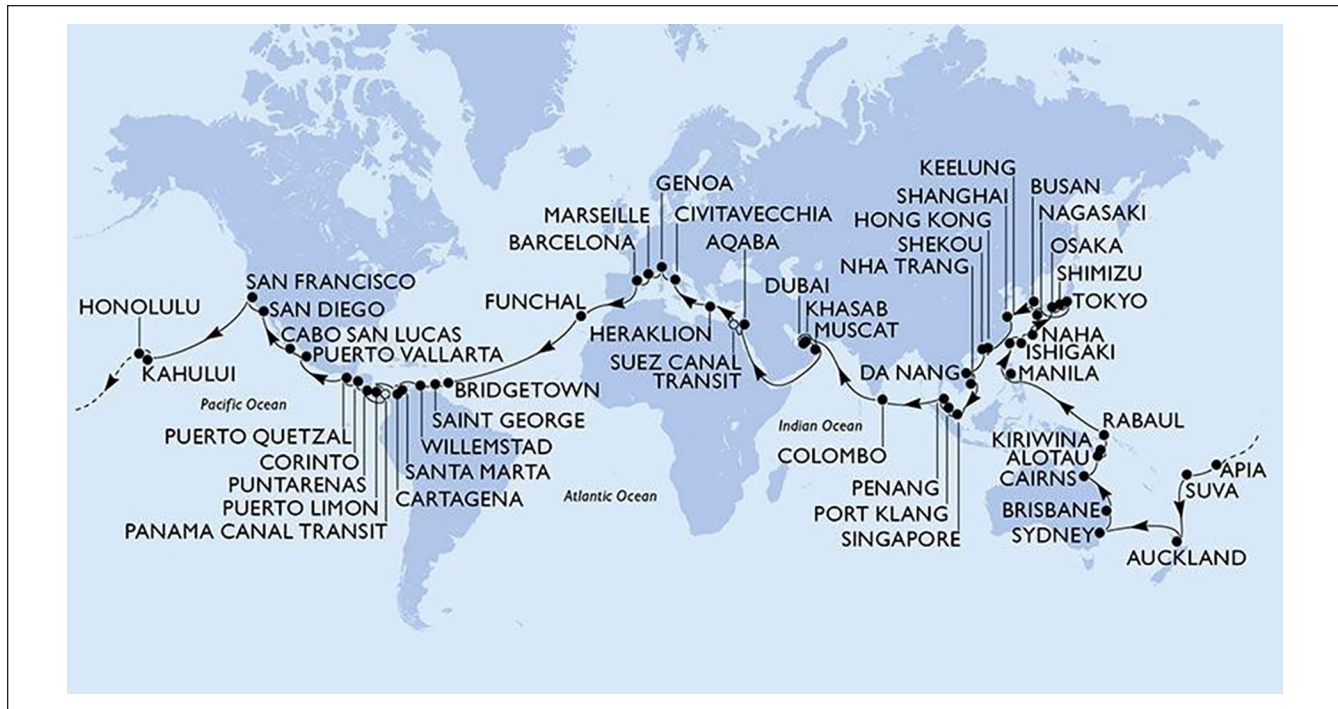 KEELUNG
SHANGHAI
HONG KONG
SHEKOU
NHA TRANG
BUSAN
NAGASAKI
OSAKA
SHIMIZU
TOKYO
GENOA
MARSEILLE
CIVITAVECCHIA
BARCELONA
AQABA
SAN FRANCISCO
HONOLULU
SAN DIEGO
FUNCHAL
DUBAI
KHASAB
MUSCAT
CABO SAN LUCAS
HERAKLION
NAHA
PUERTO VALLARTA
SUEZ CANAL
TRANSIT
ISHIGAKI
KAHULUI
DA NANG
MANILA
BRIDGETOWN
Pacific Ocean
SAINT GEORGE
Indian Ocean
RABAUL
PUERTO QUETZAL
WILLEMSTAD
KIRIWINA
COLOMBO
ALOTAU
CORINTO
SANTA MARTA
APIA
CAIRNS
PUNTARENAS
CARTAGENA
Atlantic Ocean
PENANG
SUVA
PUERTO LIMON
PORT KLANG
BRISBANE
PANAMA CANAL TRANSIT
SINGAPORE
SYDNEY
AUCKLAND